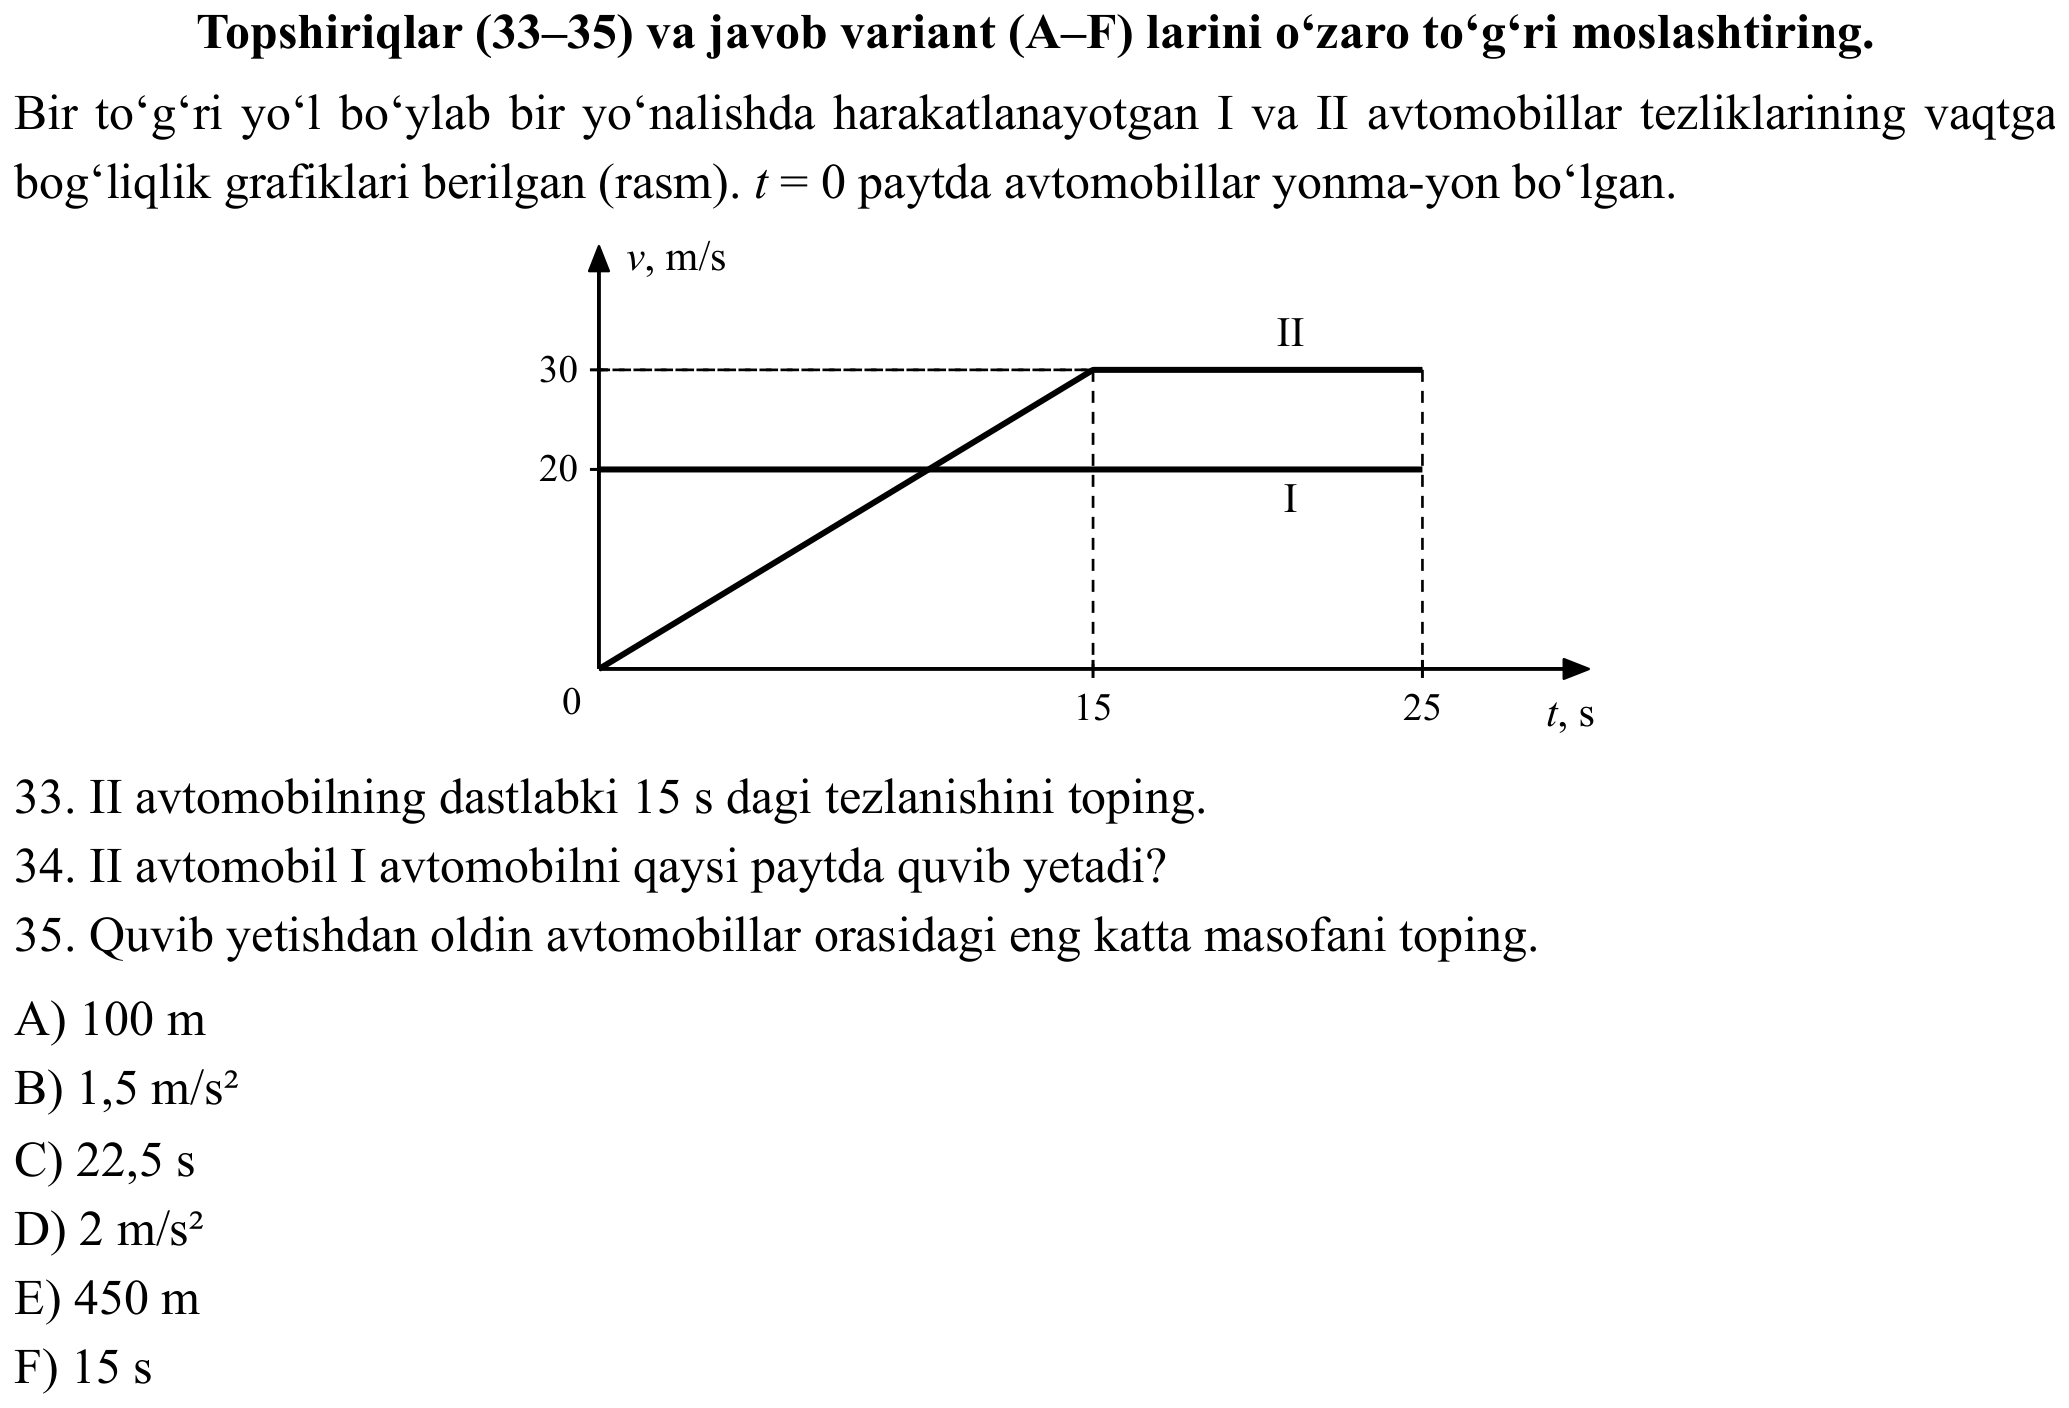 Topshiriqlar (33–35) va javob variant (A–F) larini o‘zaro to‘g‘ri moslashtiring.
Bir to‘g‘ri yo‘l bo‘ylab bir yo‘nalishda harakatlanayotgan I va II avtomobillar tezliklarining vaqtga
bog‘liqlik grafiklari berilgan (rasm). t = 0 paytda avtomobillar yonma-yon bo‘lgan.
v, m/s
II
30
20
I
0
15
25
t, s
33. II avtomobilning dastlabki 15 s dagi tezlanishini toping.
34. II avtomobil I avtomobilni qaysi paytda quvib yetadi?
35. Quvib yetishdan oldin avtomobillar orasidagi eng katta masofani toping.
A) 100 m
B) 1,5 m/s²
C) 22,5 s
D) 2 m/s²
E) 450 m
F) 15 s